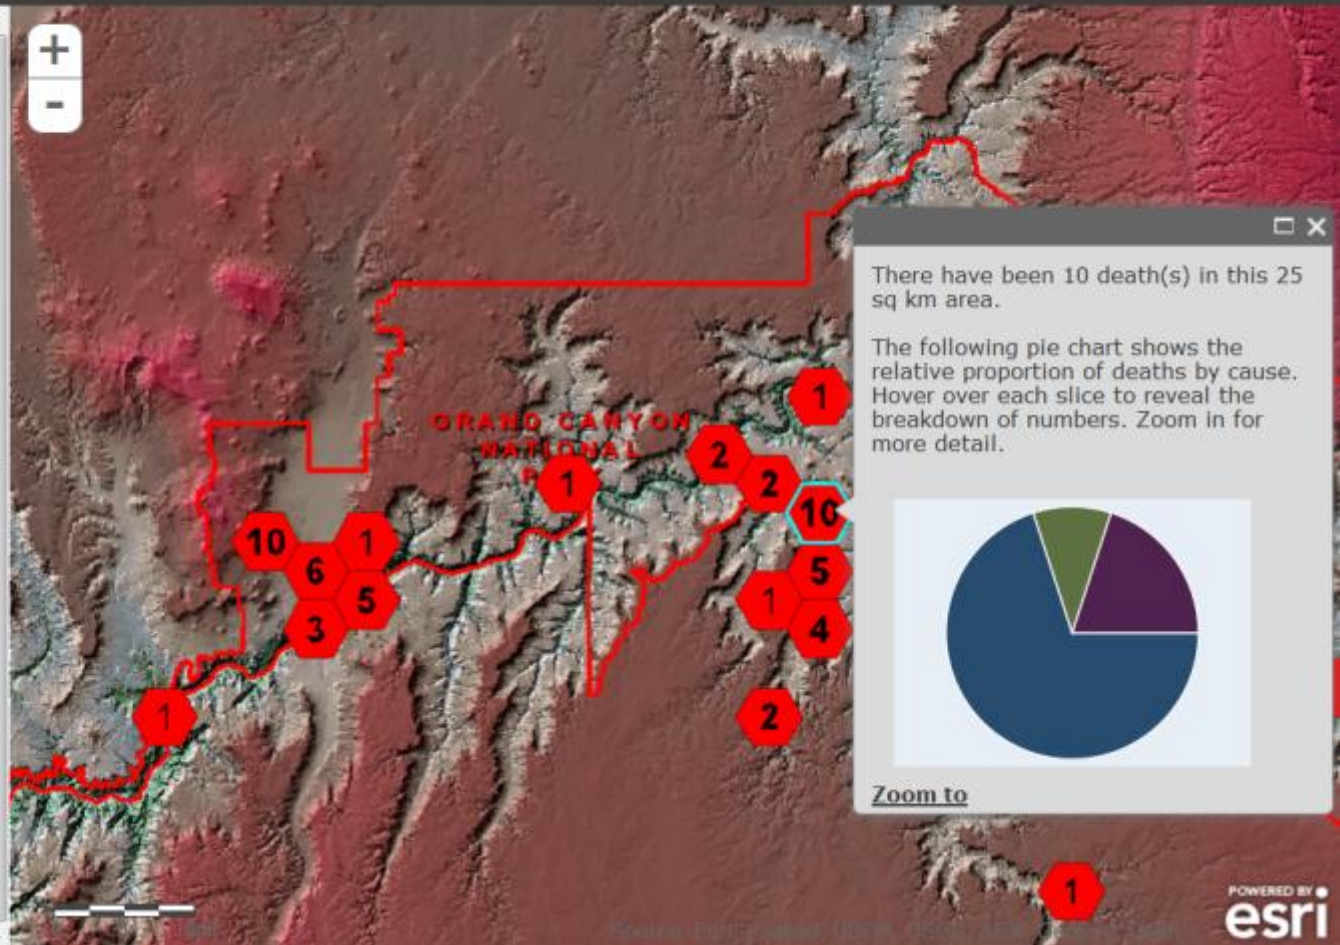 +
-
There have been 10 death(s) in this 25
sq km area.
The following pie chart shows the
relative proportion of deaths by cause.
Hover over each slice to reveal the
breakdown of numbers. Zoom in for
more detail.
Zoom to
GRAND CANYON
NATIONAL
1
2
2
1
10
10
1
6
5
5
1
3
4
1
2
1
POWERED BY
esri